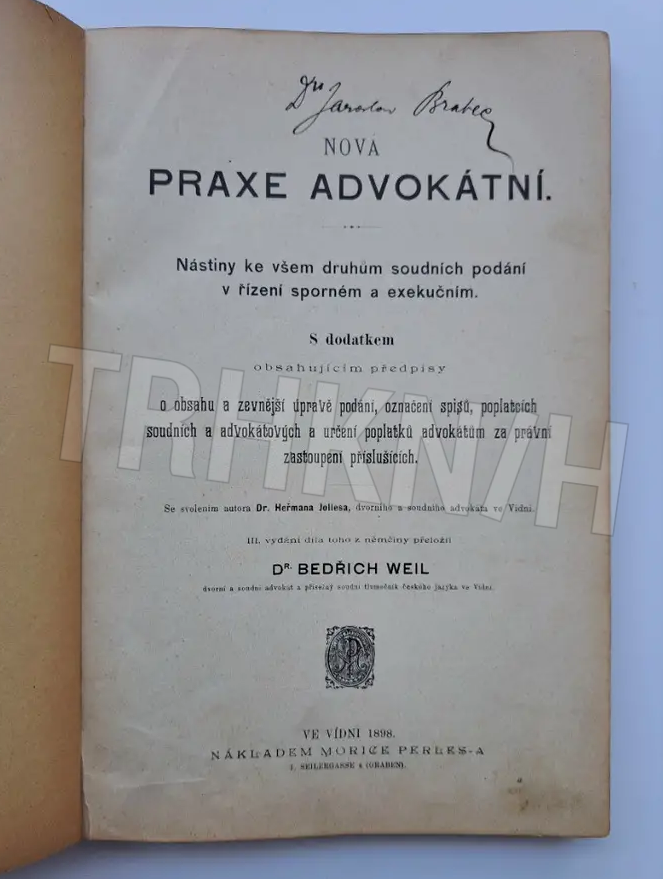 Drs Jaroslav Brabec
NOVÁ
PRAXE ADVOKÁTNÍ.
Nástiny ke všem druhům soudních podání
v řízení sporném a exekučním.
S dodatkem
obsahujícím předpisy
o obsahu a zevnější úpravě podání, označení spisů, poplatcích
soudních a advokátových a určení poplatků advokátům za právní
zastoupení příslušících.
Se svolením autora Dr. Heřmana Jollesa, dvorního a soudního advokáta ve Vídni.
III. vydání díla toho z němčiny přeložil
DR. BEDŘICH WEIL
dvorní a soudní advokát a přísežný soudní tlumočník českého jazyka ve Vídni.
VE VÍDNI 1898.
NÁKLADEM MORICE PERLES-A
I. SEILERGASSE 4 (GRABEN).
TRHKNIH